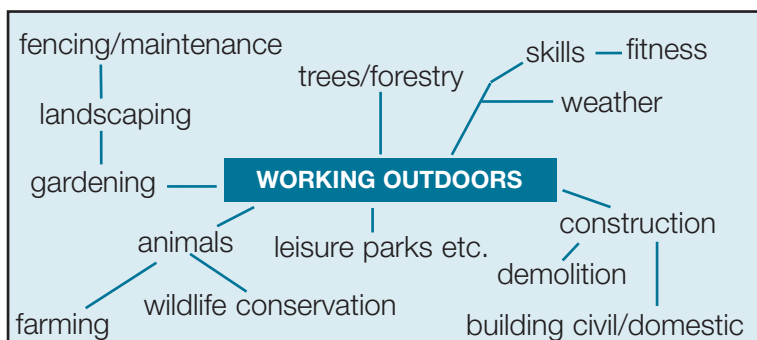 fencing/maintenance
skills
fitness
trees/forestry
weather
landscaping
gardening
WORKING OUTDOORS
construction
animals
leisure parks etc.
demolition
wildlife conservation
farming
building civil/domestic